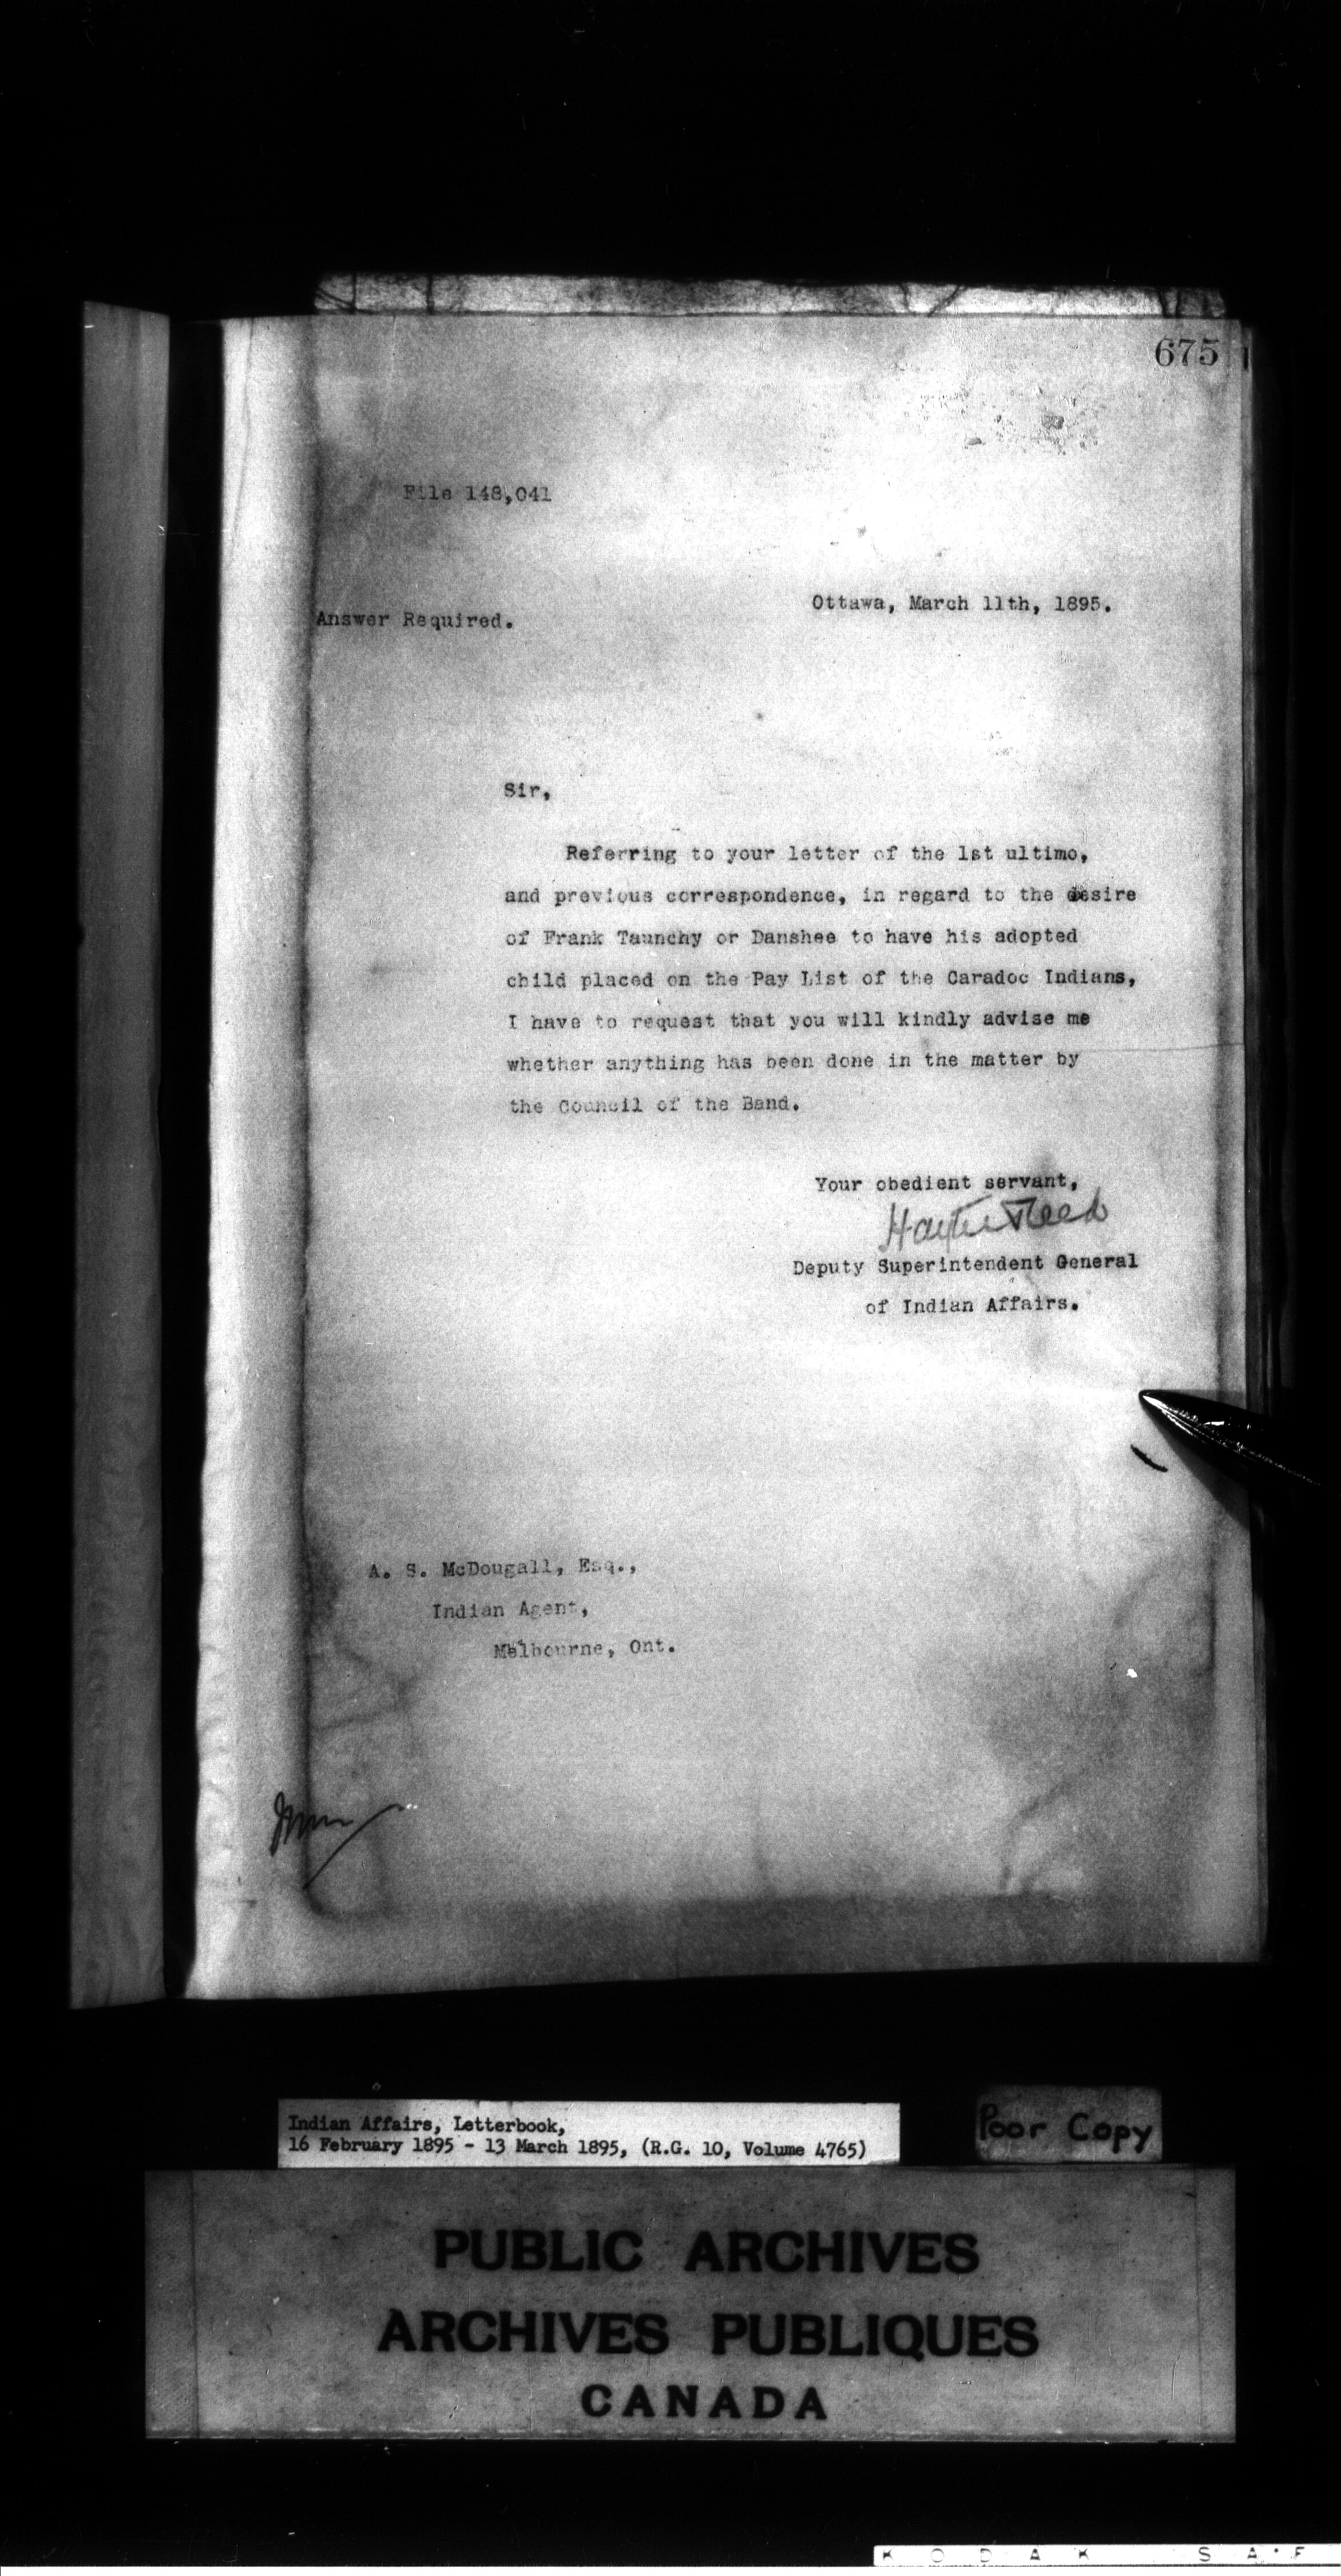 675
File 148,041
Ottawa, March 11th, 1895.
Answer Required.
Sir,
Referring to your letter of the 1st ultimo,
and previous correspondence, in regard to the desire
of Frank Taunchy or Danshee to have his adopted
child placed on the Pay List of the Caradoc Indians,
I have to request that you will kindly advise me
whether anything has been done in the matter by
the Council of the Band.
Your obedient servant,
Hayter Reed
Deputy Superintendent General
of Indian Affairs.
A. S. McDougall, Esq.,
Indian Agent,
Melbourne, Ont.
Indian Affairs, Letterbook,
16 February 1895 - 13 March 1895, (R.G. 10, Volume 4765)
Poor Copy
PUBLIC ARCHIVES
ARCHIVES PUBLIQUES
CANADA
KODAK SA·F